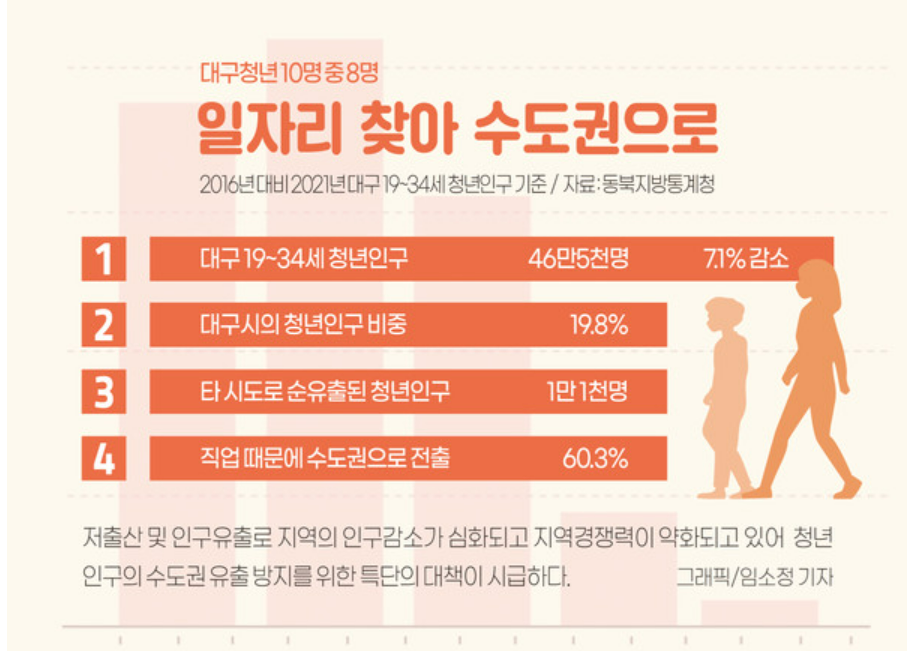 대구청년 10명 중 8명
일자리 찾아 수도권으로
2016년 대비 2021년 대구 19~34세 청년인구 기준 / 자료 : 동북지방통계청
1 대구 19~34세 청년인구 46만5천명 7.1% 감소
2 대구시의 청년인구 비중 19.8%
3 타 시도로 순유출된 청년인구 1만 1천명
4 직업 때문에 수도권으로 전출 60.3%
저출산 및 인구유출로 지역의 인구감소가 심화되고 지역경쟁력이 약화되고 있어 청년
인구의 수도권 유출 방지를 위한 특단의 대책이 시급하다. 그래픽/임소정 기자